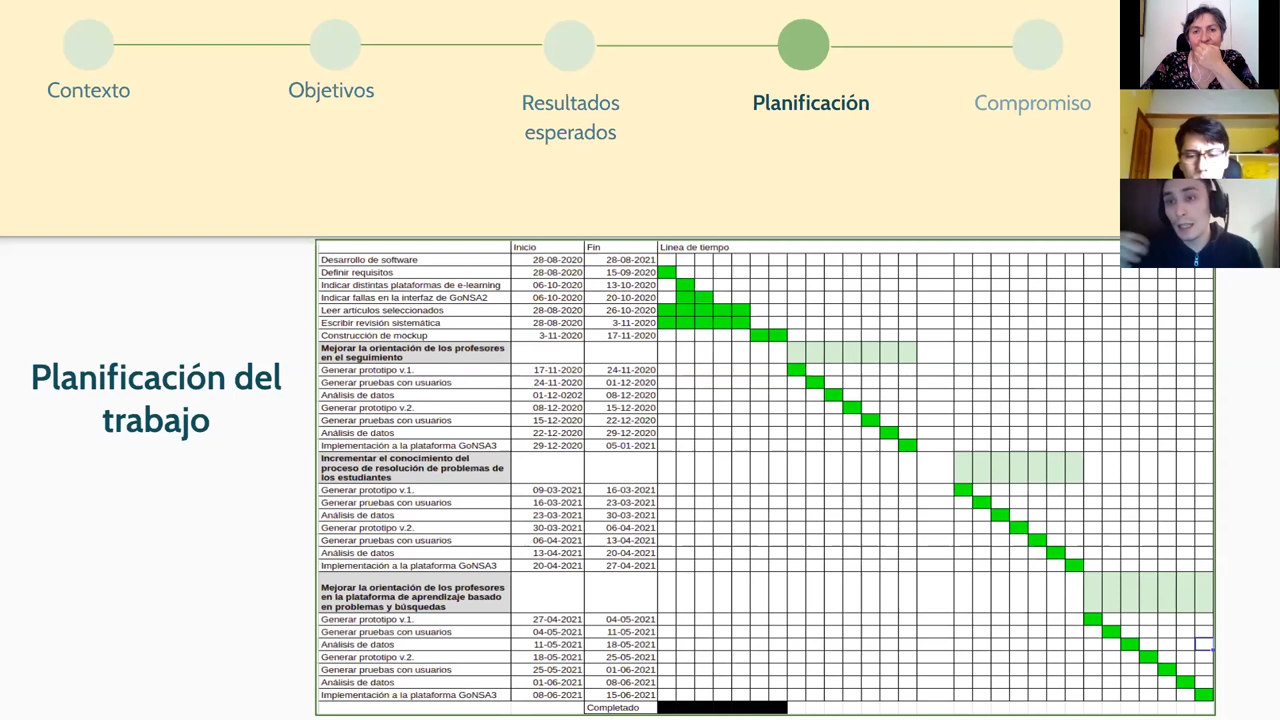 Contexto
Objetivos
Resultados
esperados
Planificación
Compromiso
Planificación del
trabajo
Inicio Fin Linea de tiempo
Desarrollo de software 28-08-2020 28-08-2021
Definir requisitos 28-08-2020 15-09-2020
Indicar distintas plataformas de e-learning 06-10-2020 13-10-2020
Indicar fallas en la interfaz de GoNSA2 06-10-2020 20-10-2020
Leer artículos seleccionados 28-08-2020 26-10-2020
Escribir revisión sistemática 28-08-2020 3-11-2020
Construcción de mockup 3-11-2020 17-11-2020
Mejorar la orientación de los profesores
en el seguimiento
Generar prototipo v.1. 17-11-2020 24-11-2020
Generar pruebas con usuarios 24-11-2020 01-12-2020
Análisis de datos 01-12-0202 08-12-2020
Generar prototipo v.2. 08-12-2020 15-12-2020
Generar pruebas con usuarios 15-12-2020 22-12-2020
Análisis de datos 22-12-2020 29-12-2020
Implementación a la plataforma GoNSA3 29-12-2020 05-01-2021
Incrementar el conocimiento del
proceso de resolución de problemas de
los estudiantes
Generar prototipo v.1. 09-03-2021 16-03-2021
Generar pruebas con usuarios 16-03-2021 23-03-2021
Análisis de datos 23-03-2021 30-03-2021
Generar prototipo v.2. 30-03-2021 06-04-2021
Generar pruebas con usuarios 06-04-2021 13-04-2021
Análisis de datos 13-04-2021 20-04-2021
Implementación a la plataforma GoNSA3 20-04-2021 27-04-2021
Mejorar la orientación de los profesores
en la plataforma de aprendizaje basado
en problemas y búsquedas
Generar prototipo v.1. 27-04-2021 04-05-2021
Generar pruebas con usuarios 04-05-2021 11-05-2021
Análisis de datos 11-05-2021 18-05-2021
Generar prototipo v.2. 18-05-2021 25-05-2021
Generar pruebas con usuarios 25-05-2021 01-06-2021
Análisis de datos 01-06-2021 08-06-2021
Implementación a la plataforma GoNSA3 08-06-2021 15-06-2021
Completado